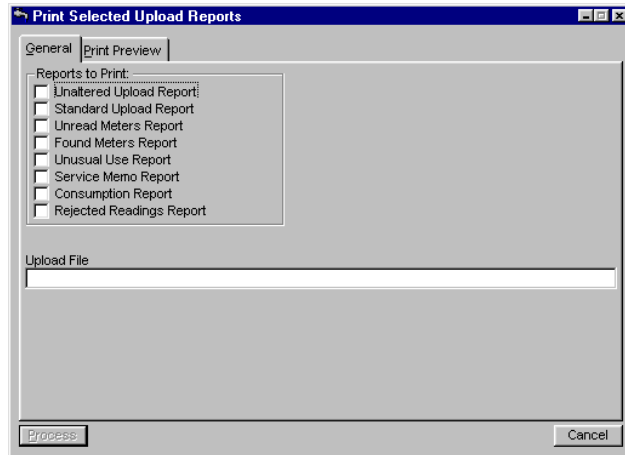 Print Selected Upload Reports
General Print Preview
Reports to Print:
Unaltered Upload Report
Standard Upload Report
Unread Meters Report
Found Meters Report
Unusual Use Report
Service Memo Report
Consumption Report
Rejected Readings Report
Upload File
Process Cancel